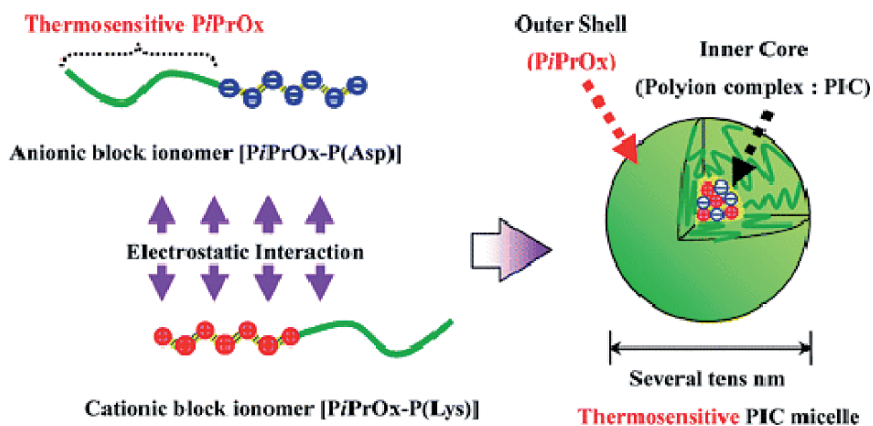 Thermosensitive PiPrOx
Anionic block ionomer [PiPrOx-P(Asp)]
Electrostatic Interaction
Cationic block ionomer [PiPrOx-P(Lys)]
Outer Shell
(PiPrOx)
Inner Core
(Polyion complex : PIC)
Several tens nm
Thermosensitive PIC micelle